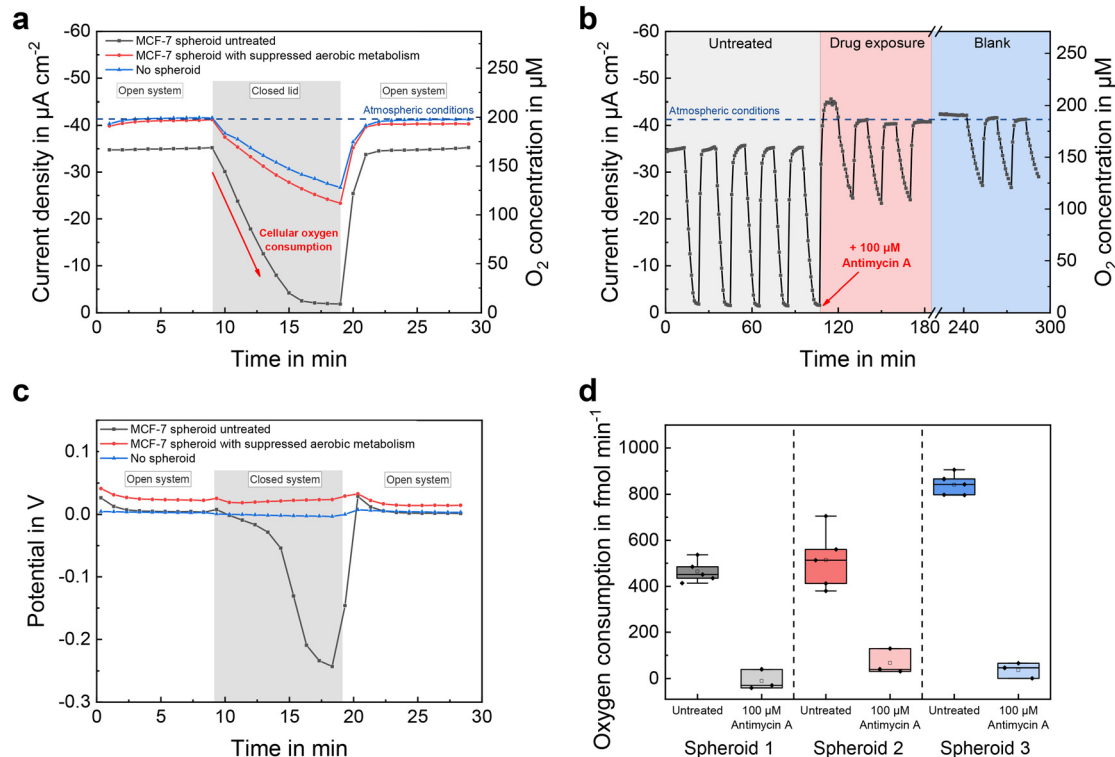 a
Current density in µA cm⁻²
-60
-50
-40
-30
-20
-10
0
MCF-7 spheroid untreated
MCF-7 spheroid with suppressed aerobic metabolism
No spheroid
Open system
Closed lid
Open system
Atmospheric conditions
Cellular oxygen
consumption
250
200
150
100
50
0
O₂ concentration in µM
0 5 10 15 20 25 30
Time in min
b
Current density in µA cm⁻²
-60
-50
-40
-30
-20
-10
0
Untreated
Drug exposure
Blank
Atmospheric conditions
+ 100 µM
Antimycin A
250
200
150
100
50
0
O₂ concentration in µM
0 60 120 180 240 300
Time in min
c
Potential in V
0.1
0.0
-0.1
-0.2
-0.3
MCF-7 spheroid untreated
MCF-7 spheroid with suppressed aerobic metabolism
No spheroid
Open system
Closed system
Open system
0 5 10 15 20 25 30
Time in min
d
Oxygen consumption in fmol min⁻¹
1000
800
600
400
200
0
Untreated
100 µM
Antimycin A
Untreated
100 µM
Antimycin A
Untreated
100 µM
Antimycin A
Spheroid 1
Spheroid 2
Spheroid 3